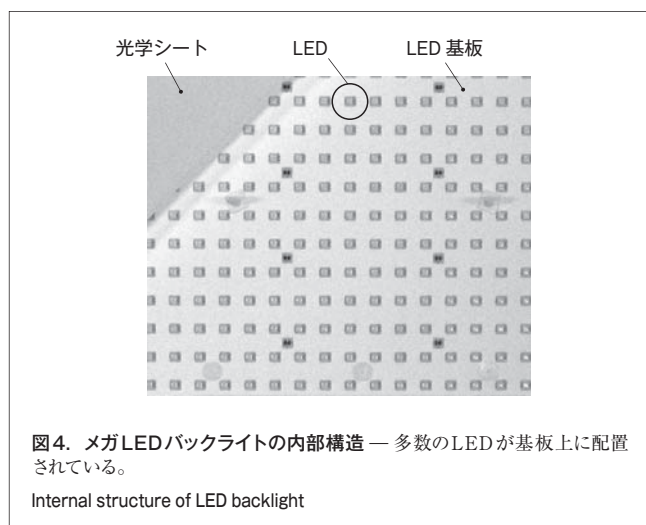 光学シート
LED
LED 基板
図4. メガLEDバックライトの内部構造 — 多数のLEDが基板上に配置
されている。
Internal structure of LED backlight